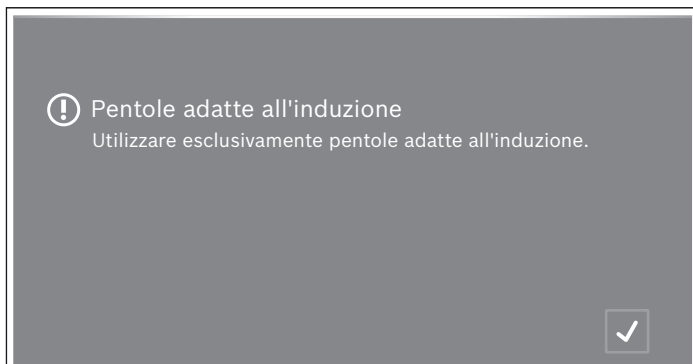 Pentole adatte all'induzione
Utilizzare esclusivamente pentole adatte all'induzione.